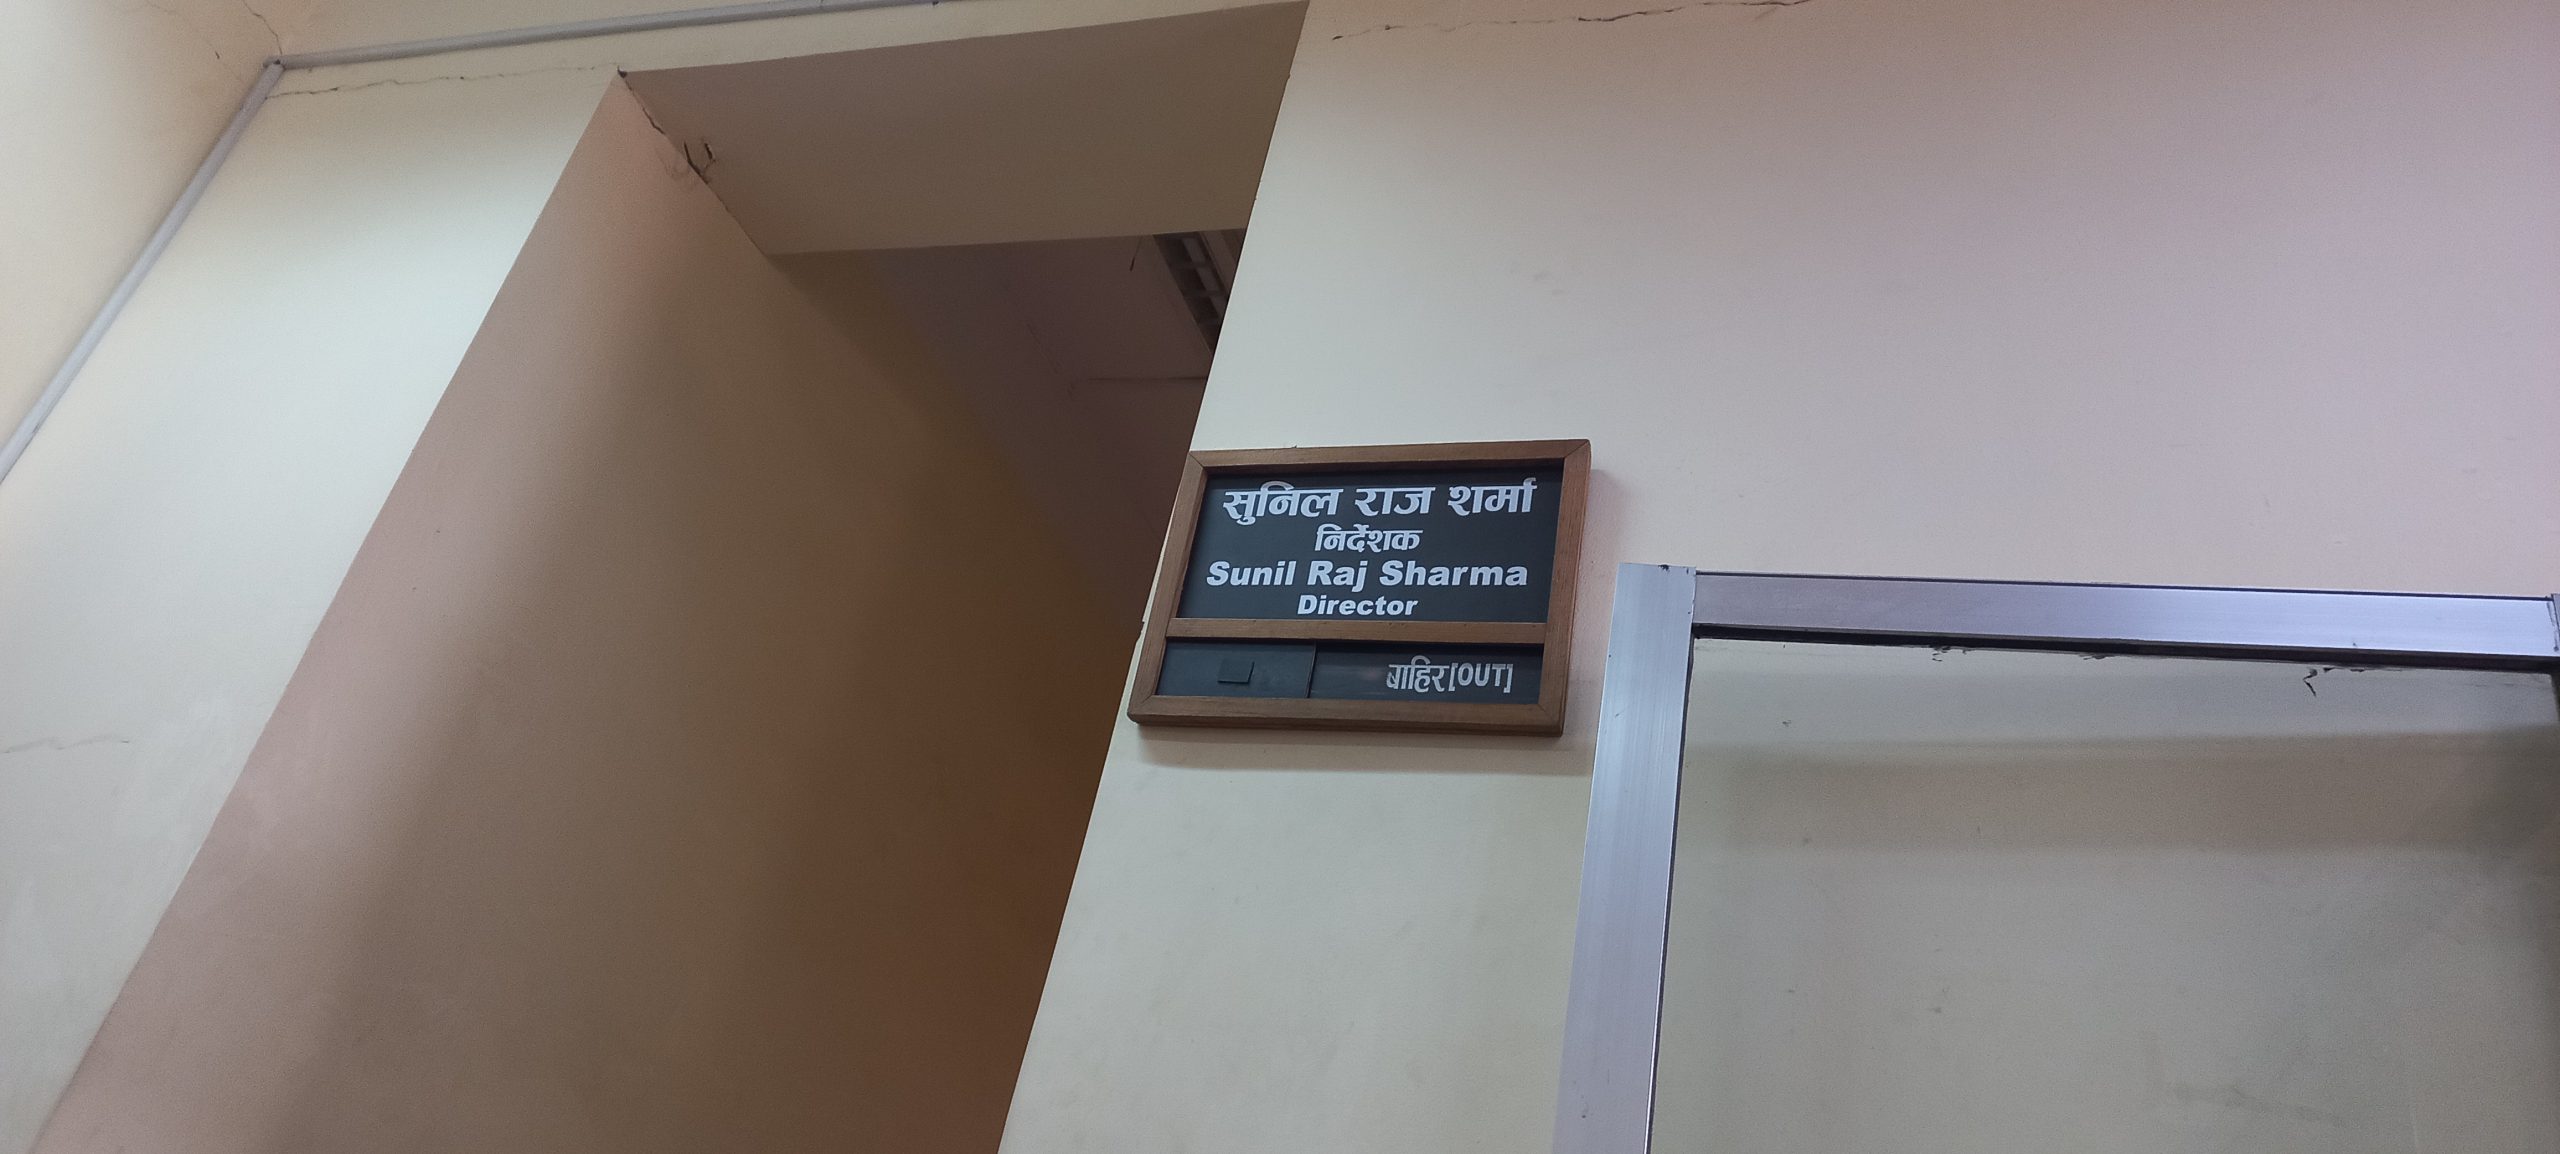 सुनिल राज शर्मा
निर्देशक
Sunil Raj Sharma
Director
बाहिर[OUT]